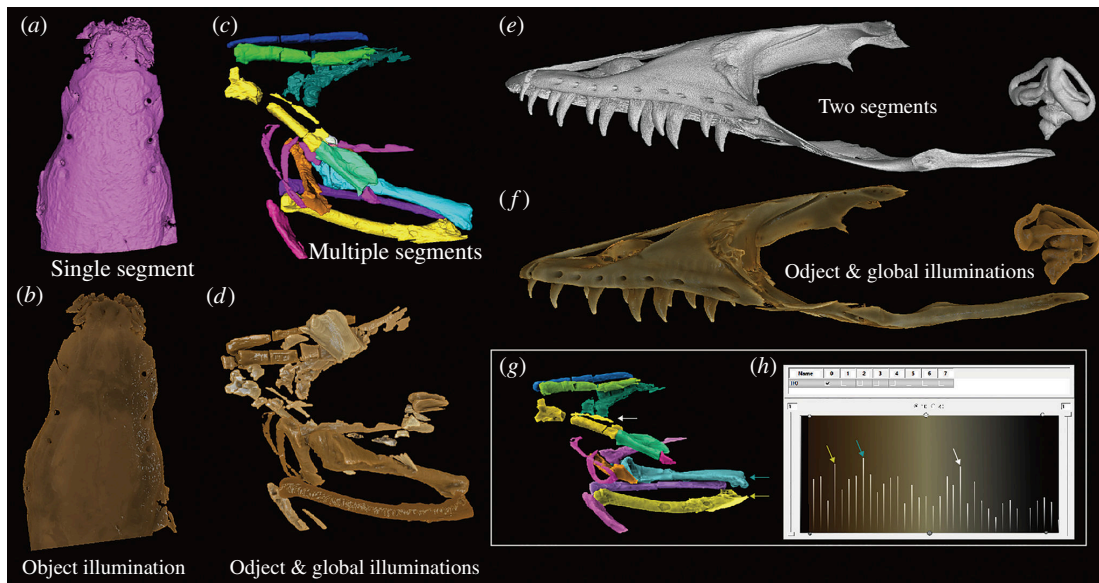 (a)
(c)
(e)
Two segments
Single segment
Multiple segments
(b)
(d)
(f)
Odject & global illuminations
(g)
(h)
Name 0 1 2 3 4 5 6 7
Object illumination
Odject & global illuminations